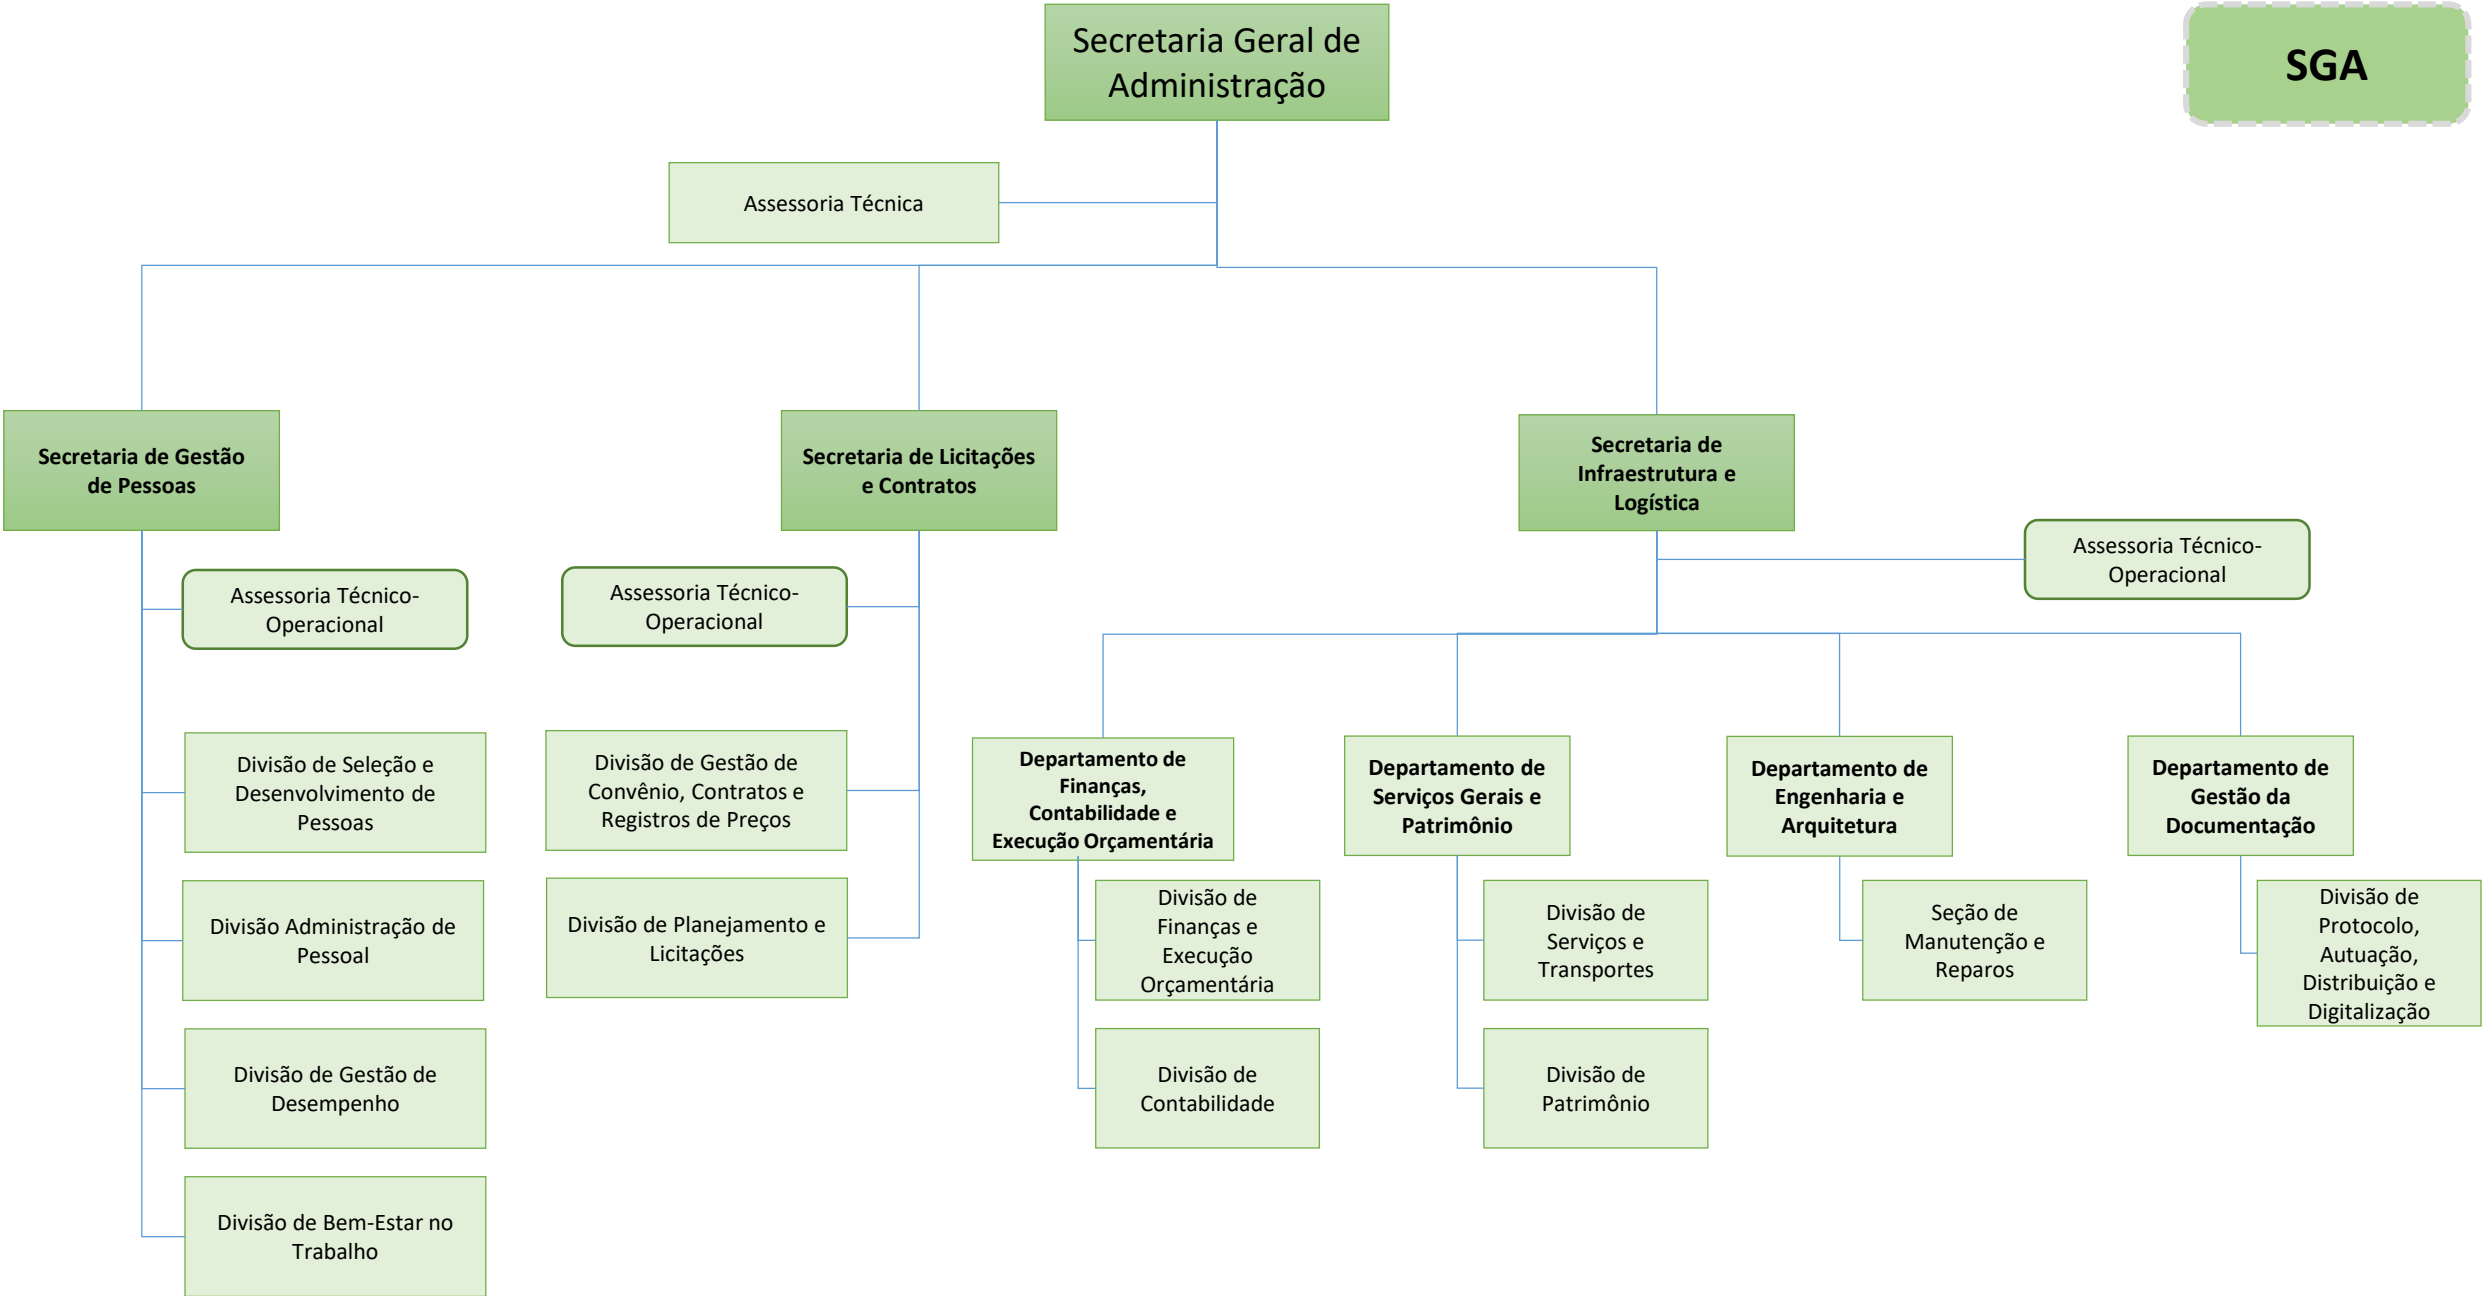 Secretaria Geral de
Administração
SGA
Assessoria Técnica
Secretaria de Gestão
de Pessoas
Secretaria de Licitações
e Contratos
Secretaria de
Infraestrutura e
Logística
Assessoria Técnico-
Operacional
Assessoria Técnico-
Operacional
Assessoria Técnico-
Operacional
Divisão de Seleção e
Desenvolvimento de
Pessoas
Divisão de Gestão de
Convênio, Contratos e
Registros de Preços
Departamento de
Finanças,
Contabilidade e
Execução Orçamentária
Departamento de
Serviços Gerais e
Patrimônio
Departamento de
Engenharia e
Arquitetura
Departamento de
Gestão da
Documentação
Divisão Administração de
Pessoal
Divisão de Planejamento e
Licitações
Divisão de
Finanças e
Execução
Orçamentária
Divisão de
Serviços e
Transportes
Seção de
Manutenção e
Reparos
Divisão de
Protocolo,
Autuação,
Distribuição e
Digitalização
Divisão de Gestão de
Desempenho
Divisão de
Contabilidade
Divisão de
Patrimônio
Divisão de Bem-Estar no
Trabalho